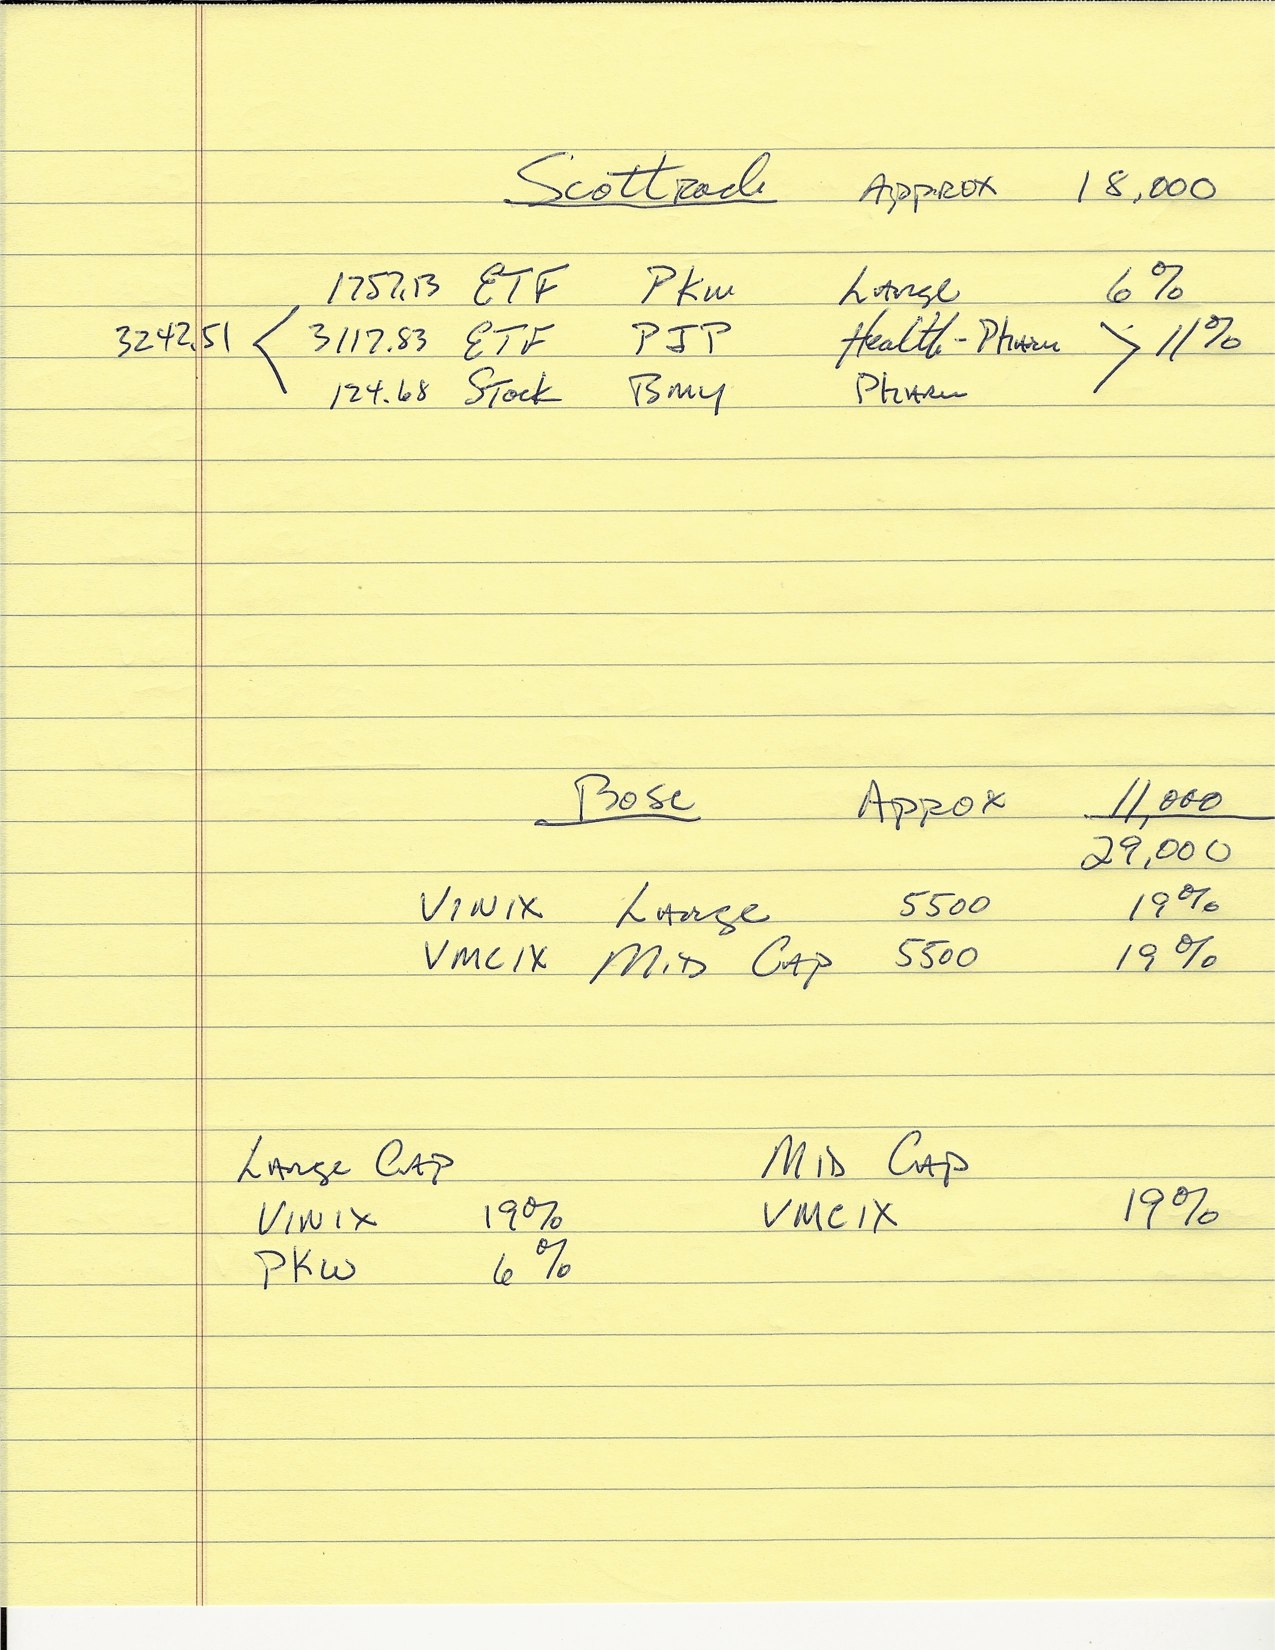 Scottrade Approx 18,000
1757.13 ETF PKW Large 6%
3242.51 < 3117.83 ETF PJP Health-Pharm > 11%
124.68 Stock BMY Pharm
Bose Approx 11,000
29,000
VINIX Large 5500 19%
VMCIX Mid Cap 5500 19%
Large Cap Mid Cap
VINIX 19% VMCIX 19%
PKW 6%